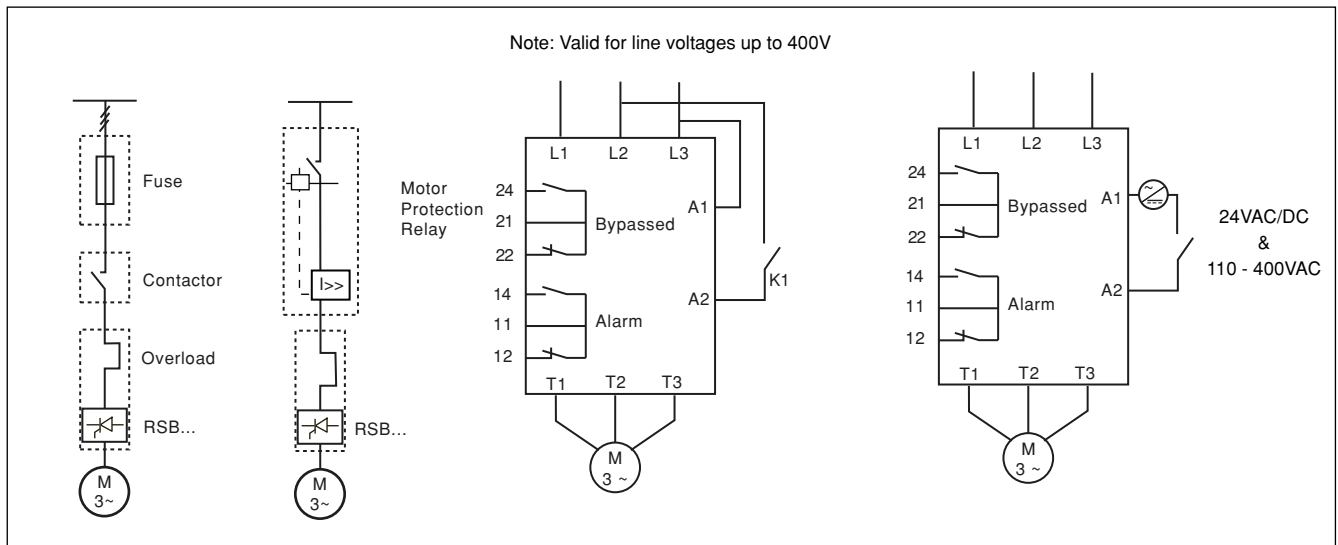 Note: Valid for line voltages up to 400V
Fuse
Contactor
Overload
RSB...
M
3~
I>>
RSB...
M
3~
Motor
Protection
Relay
L1 L2 L3
24
21
22
Bypassed
14
11
12
Alarm
A1
A2
K1
T1 T2 T3
M
3 ~
L1 L2 L3
24
21
22
Bypassed
14
11
12
Alarm
A1
A2
~
24VAC/DC
&
110 - 400VAC
T1 T2 T3
M
3 ~